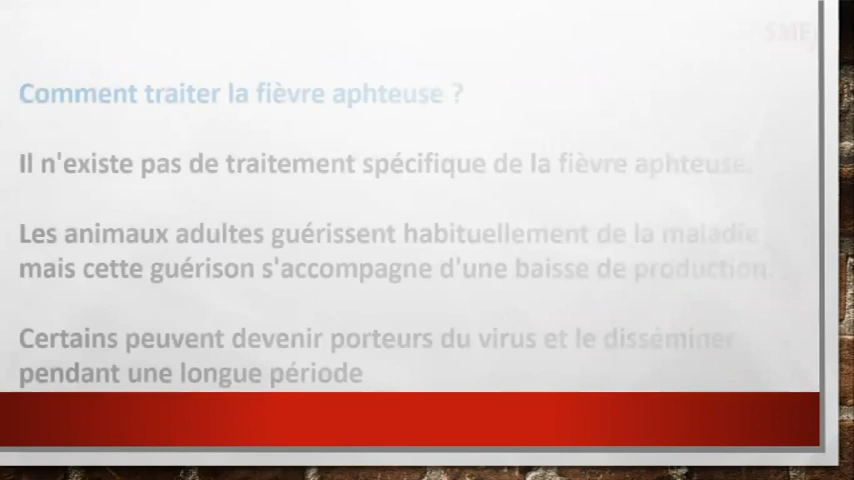 SMF
Comment traiter la fièvre aphteuse ?
Il n'existe pas de traitement spécifique de la fièvre aphteuse.
Les animaux adultes guérissent habituellement de la maladie
mais cette guérison s'accompagne d'une baisse de production.
Certains peuvent devenir porteurs du virus et le disséminer
pendant une longue période